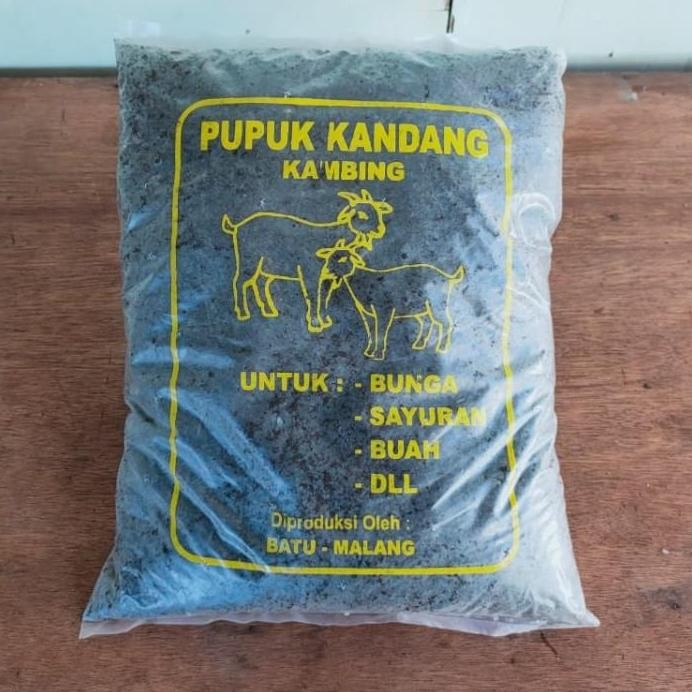 PUPUK KANDANG
KAMBING
UNTUK : - BUNGA
- SAYURAN
- BUAH
- DLL
Diproduksi Oleh :
BATU - MALANG